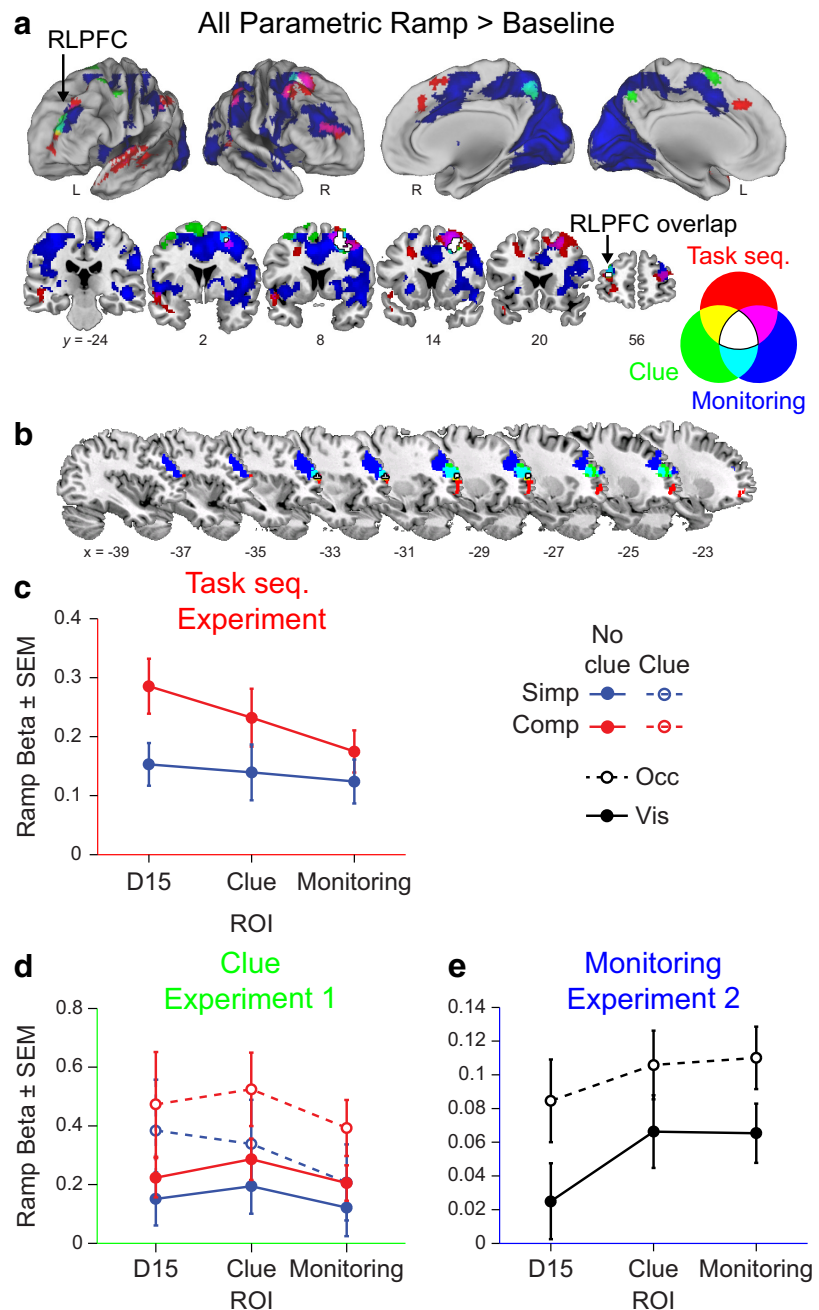 a
All Parametric Ramp > Baseline
RLPFC
L
R
R
L
RLPFC overlap
Task seq.
Clue
Monitoring
y = -24
2
8
14
20
56
b
x = -39
-37
-35
-33
-31
-29
-27
-25
-23
c
Task seq.
Experiment
Ramp Beta ± SEM
0.4
0.3
0.2
0.1
0
D15
Clue
Monitoring
ROI
No clue
Clue
Simp
Comp
Occ
Vis
d
Clue
Experiment 1
Ramp Beta ± SEM
0.8
0.6
0.4
0.2
0
D15
Clue
Monitoring
ROI
e
Monitoring
Experiment 2
0.14
0.12
0.1
0.08
0.06
0.04
0.02
0
D15
Clue
Monitoring
ROI